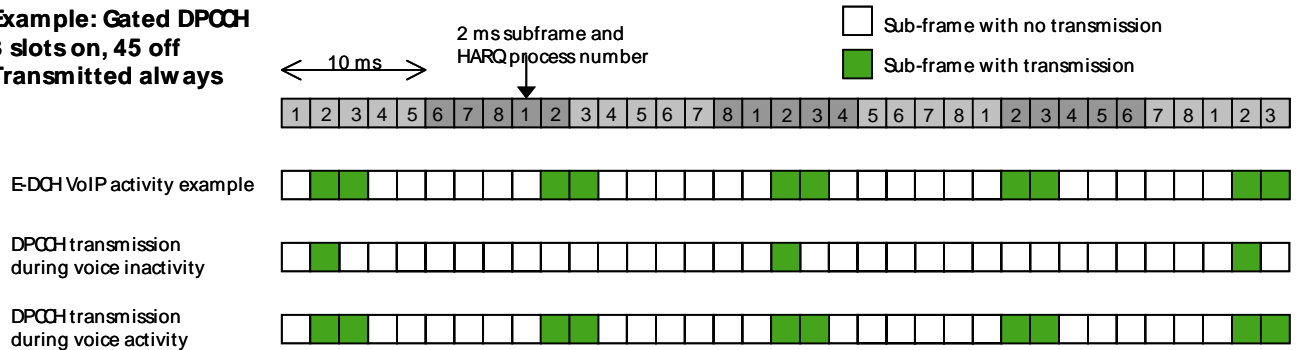 Example: Gated DPCCH
3 slots on, 45 off
Transmitted always
10 ms
2 ms subframe and
HARQ process number
Sub-frame with no transmission
Sub-frame with transmission
1 2 3 4 5 6 7 8 1 2 3 4 5 6 7 8 1 2 3 4 5 6 7 8 1 2 3 4 5 6 7 8 1 2 3
E-DCH VoIP activity example
DPCCH transmission
during voice inactivity
DPCCH transmission
during voice activity